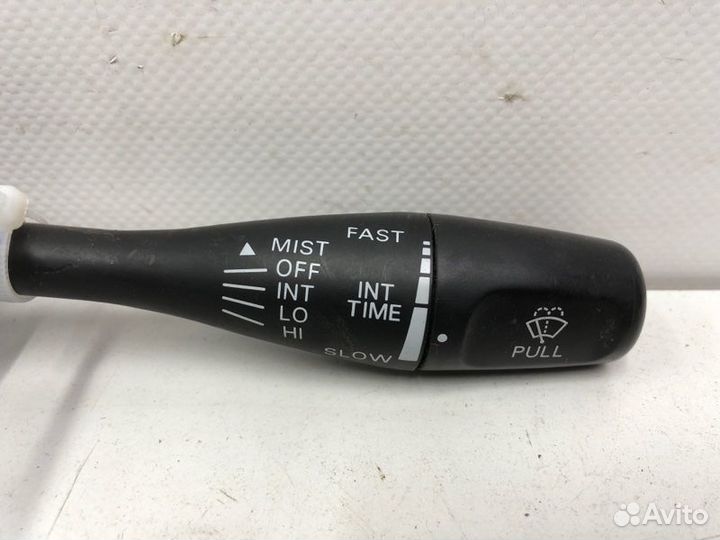 MIST
OFF
INT
LO
HI
FAST
INT
TIME
SLOW
PULL
Avito